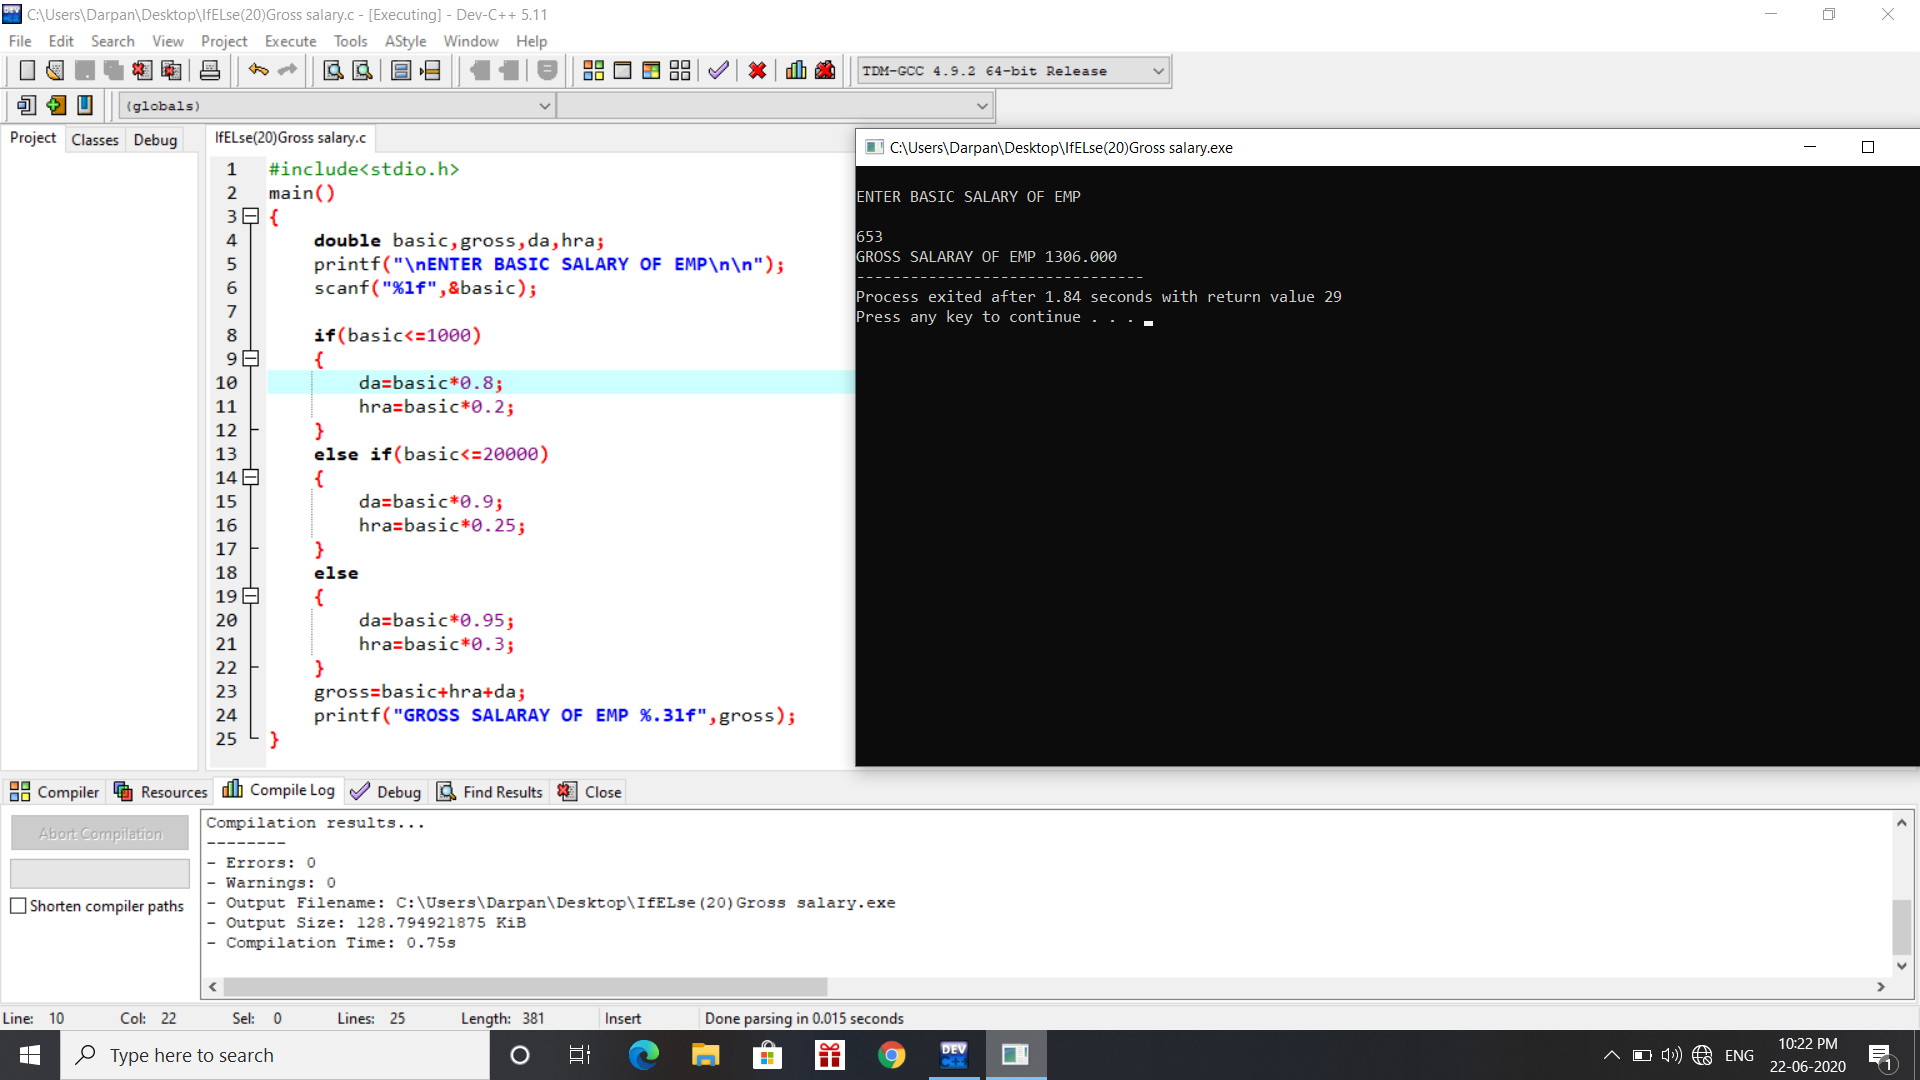 C:\Users\Darpan\Desktop\IfELse(20)Gross salary.c - [Executing] - Dev-C++ 5.11
File Edit Search View Project Execute Tools AStyle Window Help
TDM-GCC 4.9.2 64-bit Release
(globals)
Project Classes Debug
IfELse(20)Gross salary.c
1 #include<stdio.h>
2 main()
3 {
4 double basic,gross,da,hra;
5 printf("\nENTER BASIC SALARY OF EMP\n\n");
6 scanf("%lf",&basic);
7
8 if(basic<=1000)
9 {
10 da=basic*0.8;
11 hra=basic*0.2;
12 }
13 else if(basic<=20000)
14 {
15 da=basic*0.9;
16 hra=basic*0.25;
17 }
18 else
19 {
20 da=basic*0.95;
21 hra=basic*0.3;
22 }
23 gross=basic+hra+da;
24 printf("GROSS SALARAY OF EMP %.3lf",gross);
25 }
C:\Users\Darpan\Desktop\IfELse(20)Gross salary.exe
ENTER BASIC SALARY OF EMP
653
GROSS SALARAY OF EMP 1306.000
--------------------------------
Process exited after 1.84 seconds with return value 29
Press any key to continue . . .
Compiler Resources Compile Log Debug Find Results Close
Abort Compilation
Shorten compiler paths
Compilation results...
--------
- Errors: 0
- Warnings: 0
- Output Filename: C:\Users\Darpan\Desktop\IfELse(20)Gross salary.exe
- Output Size: 128.794921875 KiB
- Compilation Time: 0.75s
Line: 10 Col: 22 Sel: 0 Lines: 25 Length: 381 Insert Done parsing in 0.015 seconds
Type here to search
DEV C++
ENG
10:22 PM
22-06-2020
1